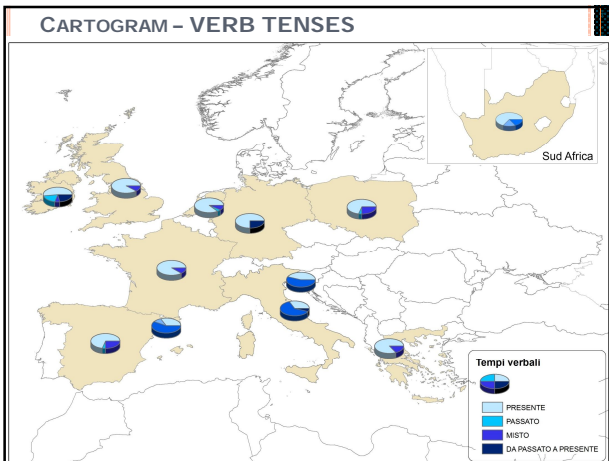 CARTOGRAM – VERB TENSES
Sud Africa
Tempi verbali
PRESENTE
PASSATO
MISTO
DA PASSATO A PRESENTE